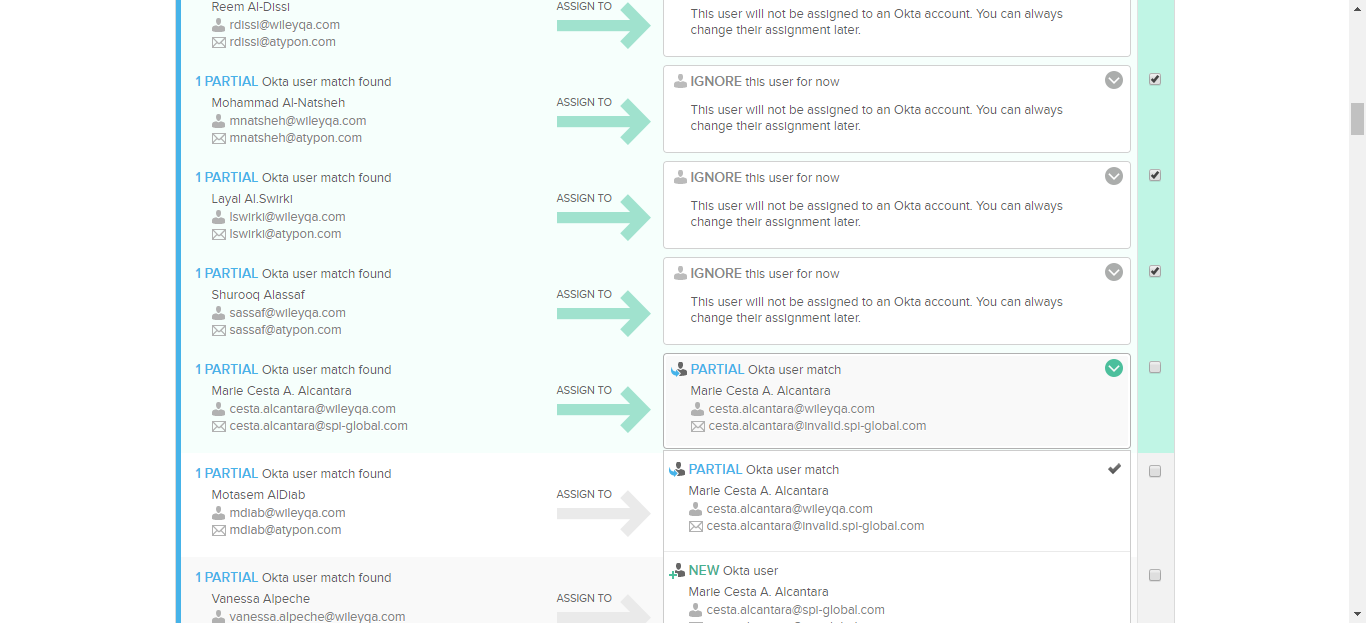 Reem Al-Dissi
rdissi@wileyqa.com
rdissi@atypon.com
ASSIGN TO
This user will not be assigned to an Okta account. You can always
change their assignment later.
1 PARTIAL Okta user match found
Mohammad Al-Natsheh
mnatsheh@wileyqa.com
mnatsheh@atypon.com
ASSIGN TO
IGNORE this user for now
This user will not be assigned to an Okta account. You can always
change their assignment later.
1 PARTIAL Okta user match found
Layal Al.Swirki
lswirki@wileyqa.com
lswirki@atypon.com
ASSIGN TO
IGNORE this user for now
This user will not be assigned to an Okta account. You can always
change their assignment later.
1 PARTIAL Okta user match found
Shurooq Alassaf
sassaf@wileyqa.com
sassaf@atypon.com
ASSIGN TO
IGNORE this user for now
This user will not be assigned to an Okta account. You can always
change their assignment later.
1 PARTIAL Okta user match found
Marie Cesta A. Alcantara
cesta.alcantara@wileyqa.com
cesta.alcantara@spi-global.com
ASSIGN TO
PARTIAL Okta user match
Marie Cesta A. Alcantara
cesta.alcantara@wileyqa.com
cesta.alcantara@invalid.spi-global.com
1 PARTIAL Okta user match found
Motasem AlDiab
mdiab@wileyqa.com
mdiab@atypon.com
ASSIGN TO
PARTIAL Okta user match
Marie Cesta A. Alcantara
cesta.alcantara@wileyqa.com
cesta.alcantara@invalid.spi-global.com
1 PARTIAL Okta user match found
Vanessa Alpeche
vanessa.alpeche@wileyqa.com
ASSIGN TO
NEW Okta user
Marie Cesta A. Alcantara
cesta.alcantara@spi-global.com